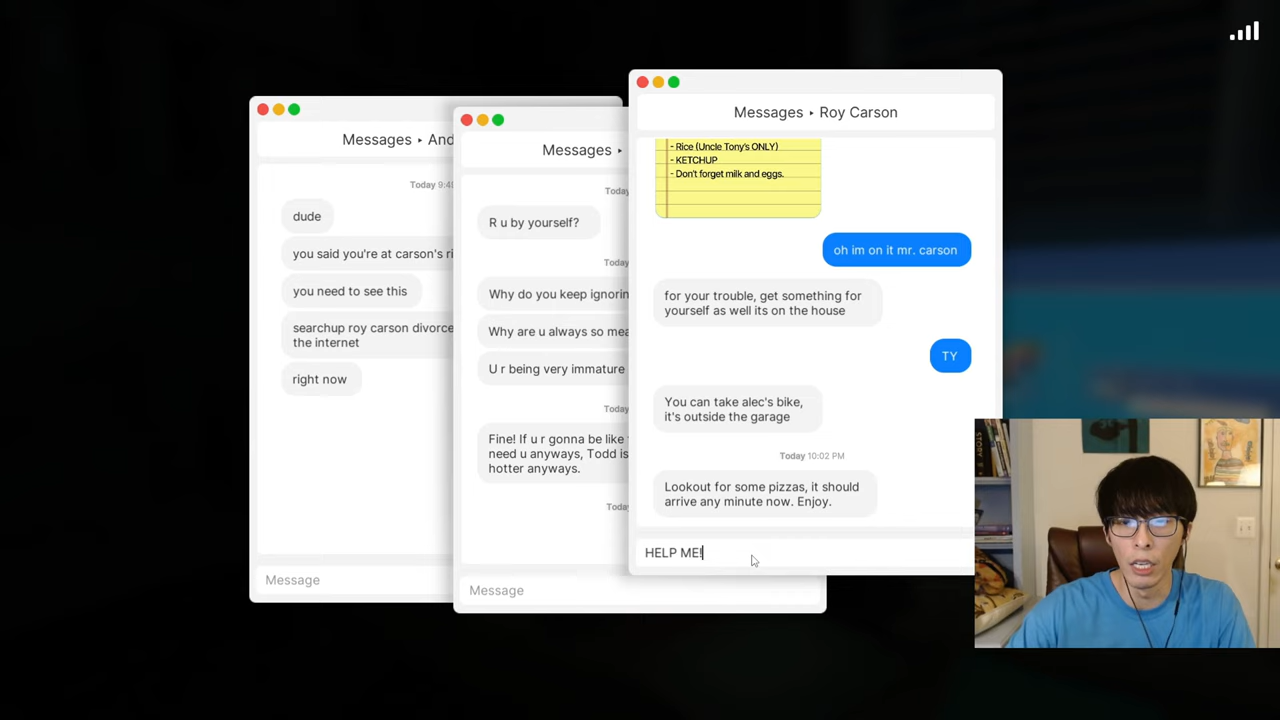 Messages ‣ And
Today 9:4
dude
you said you're at carson's
you need to see this
searchup roy carson divorce
the internet
right now
Message
Messages ‣
Today
R u by yourself?
Today
Why do you keep
Why are u always so
U r being very immature
Today
Fine! If u r gonna be like
need u anyways, Todd is
hotter anyways.
Today
Message
Messages ‣ Roy Carson
- Rice (Uncle Tony's ONLY)
- KETCHUP
- Don't forget milk and eggs.
oh im on it mr. carson
for your trouble, get something for
yourself as well its on the house
TY
You can take alec's bike,
it's outside the garage
Today 10:02 PM
Lookout for some pizzas, it should
arrive any minute now. Enjoy.
HELP ME!
STORY